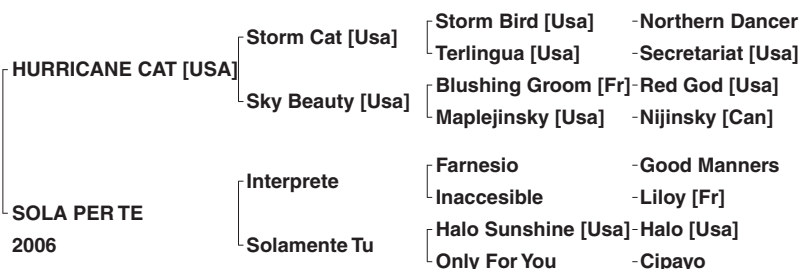 Storm Bird [Usa] -Northern Dancer
Storm Cat [Usa]
Terlingua [Usa] -Secretariat [Usa]
HURRICANE CAT [USA]
Blushing Groom [Fr]-Red God [Usa]
Sky Beauty [Usa]
Maplejinsky [Usa] -Nijinsky [Can]
Farnesio -Good Manners
Interprete
Inaccesible -Liloy [Fr]
SOLA PER TE
Halo Sunshine [Usa]-Halo [Usa]
2006
Solamente Tu
Only For You -Cipayo